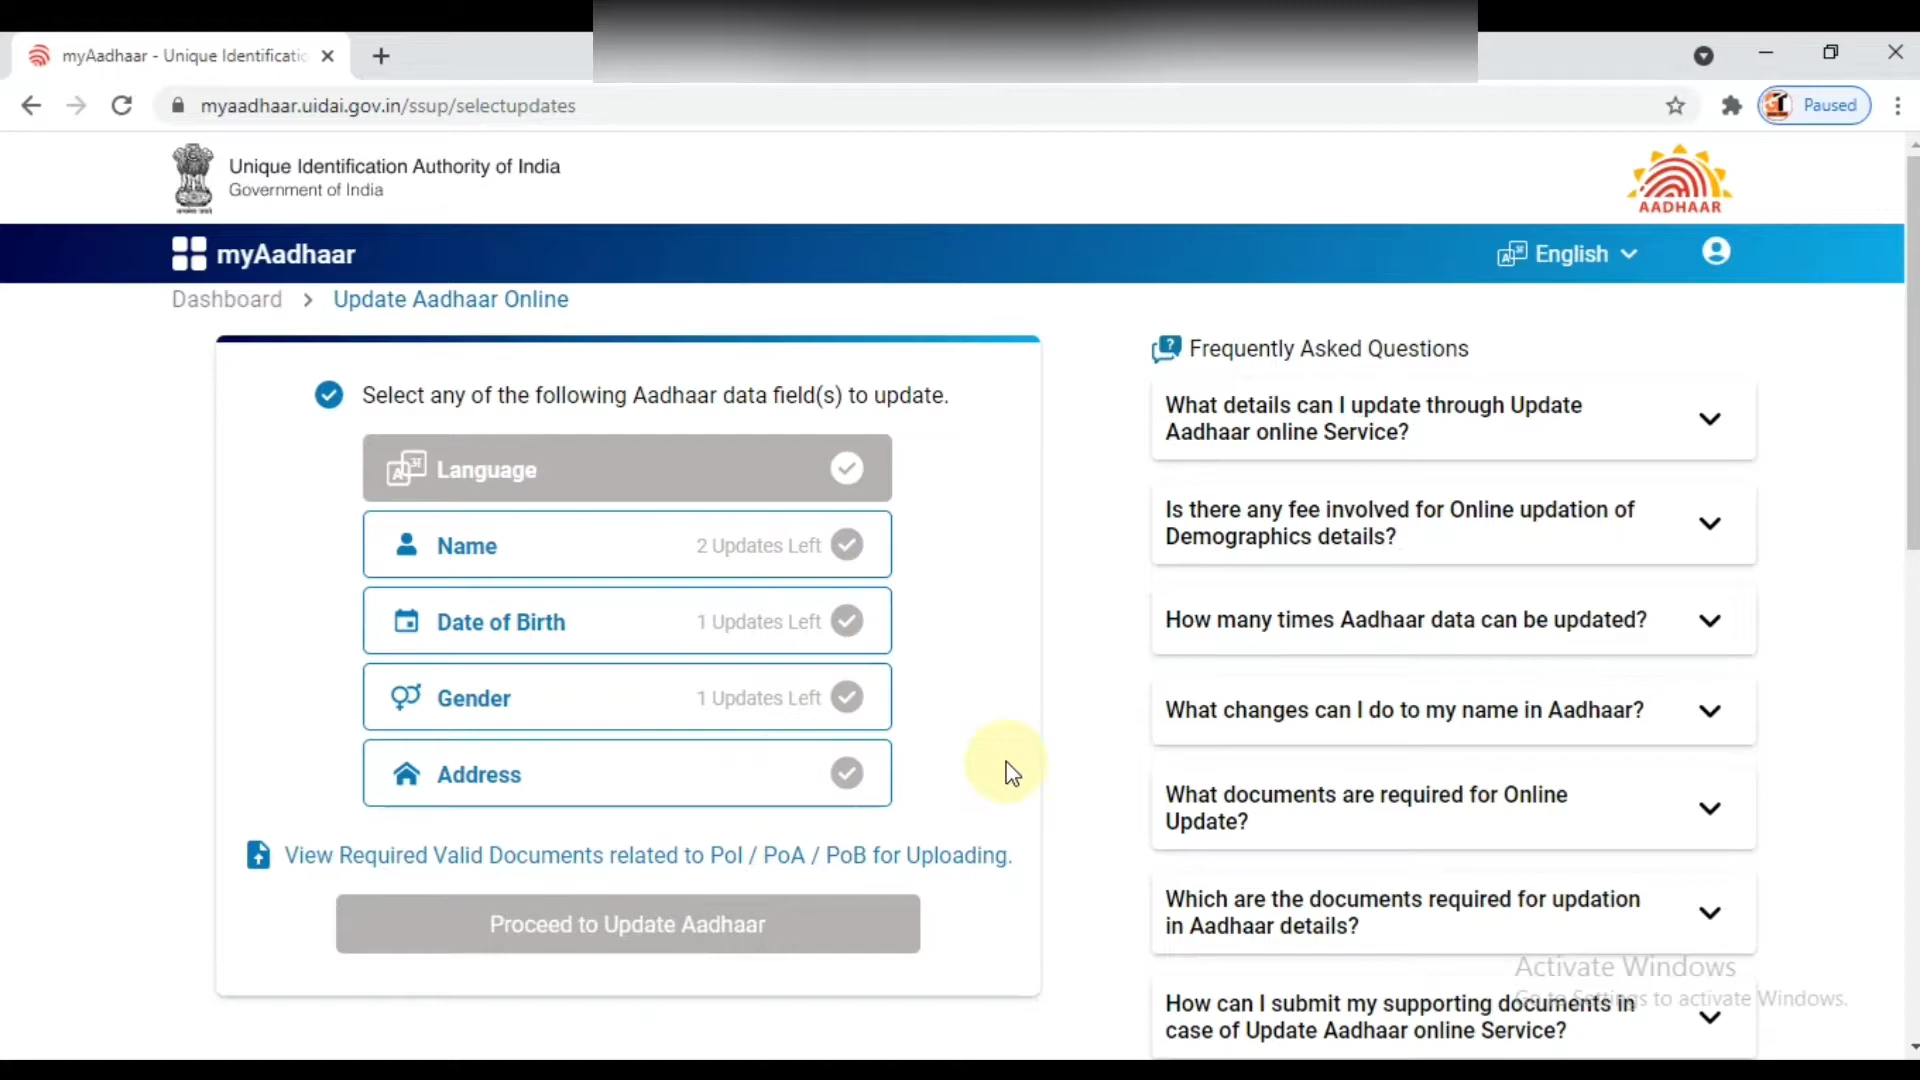 myAadhaar - Unique Identificatic
myaadhaar.uidai.gov.in/ssup/selectupdates
Paused
Unique Identification Authority of India
Government of India
AADHAAR
myAadhaar
English
Dashboard > Update Aadhaar Online
Select any of the following Aadhaar data field(s) to update.
Language
Name 2 Updates Left
Date of Birth 1 Updates Left
Gender 1 Updates Left
Address
View Required Valid Documents related to PoI / PoA / PoB for Uploading.
Proceed to Update Aadhaar
Frequently Asked Questions
What details can I update through Update
Aadhaar online Service?
Is there any fee involved for Online updation of
Demographics details?
How many times Aadhaar data can be updated?
What changes can I do to my name in Aadhaar?
What documents are required for Online
Update?
Which are the documents required for updation
in Aadhaar details?
How can I submit my supporting documents in
case of Update Aadhaar online Service?
Activate Windows
Go to Settings to activate Windows.